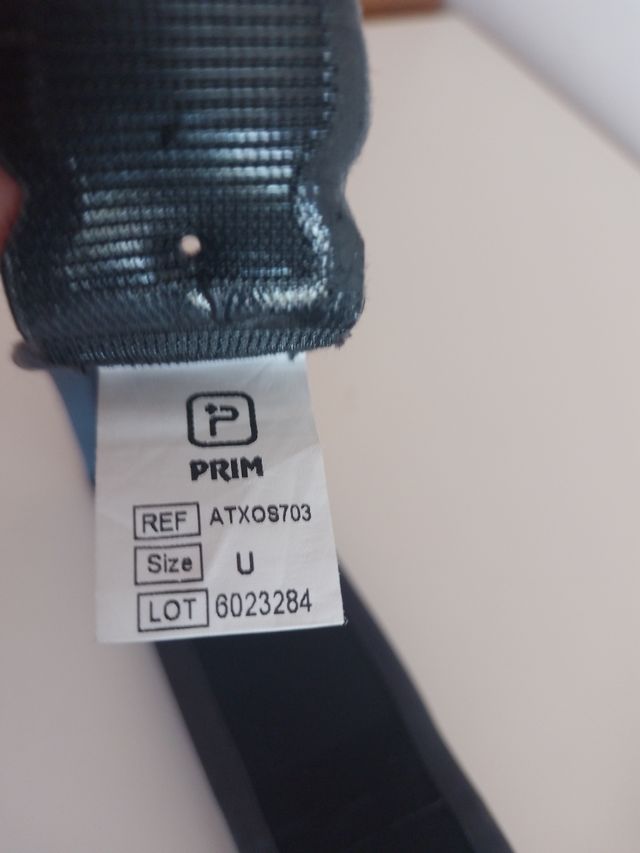 PRIM
REF ATXOS703
Size U
LOT 6023284